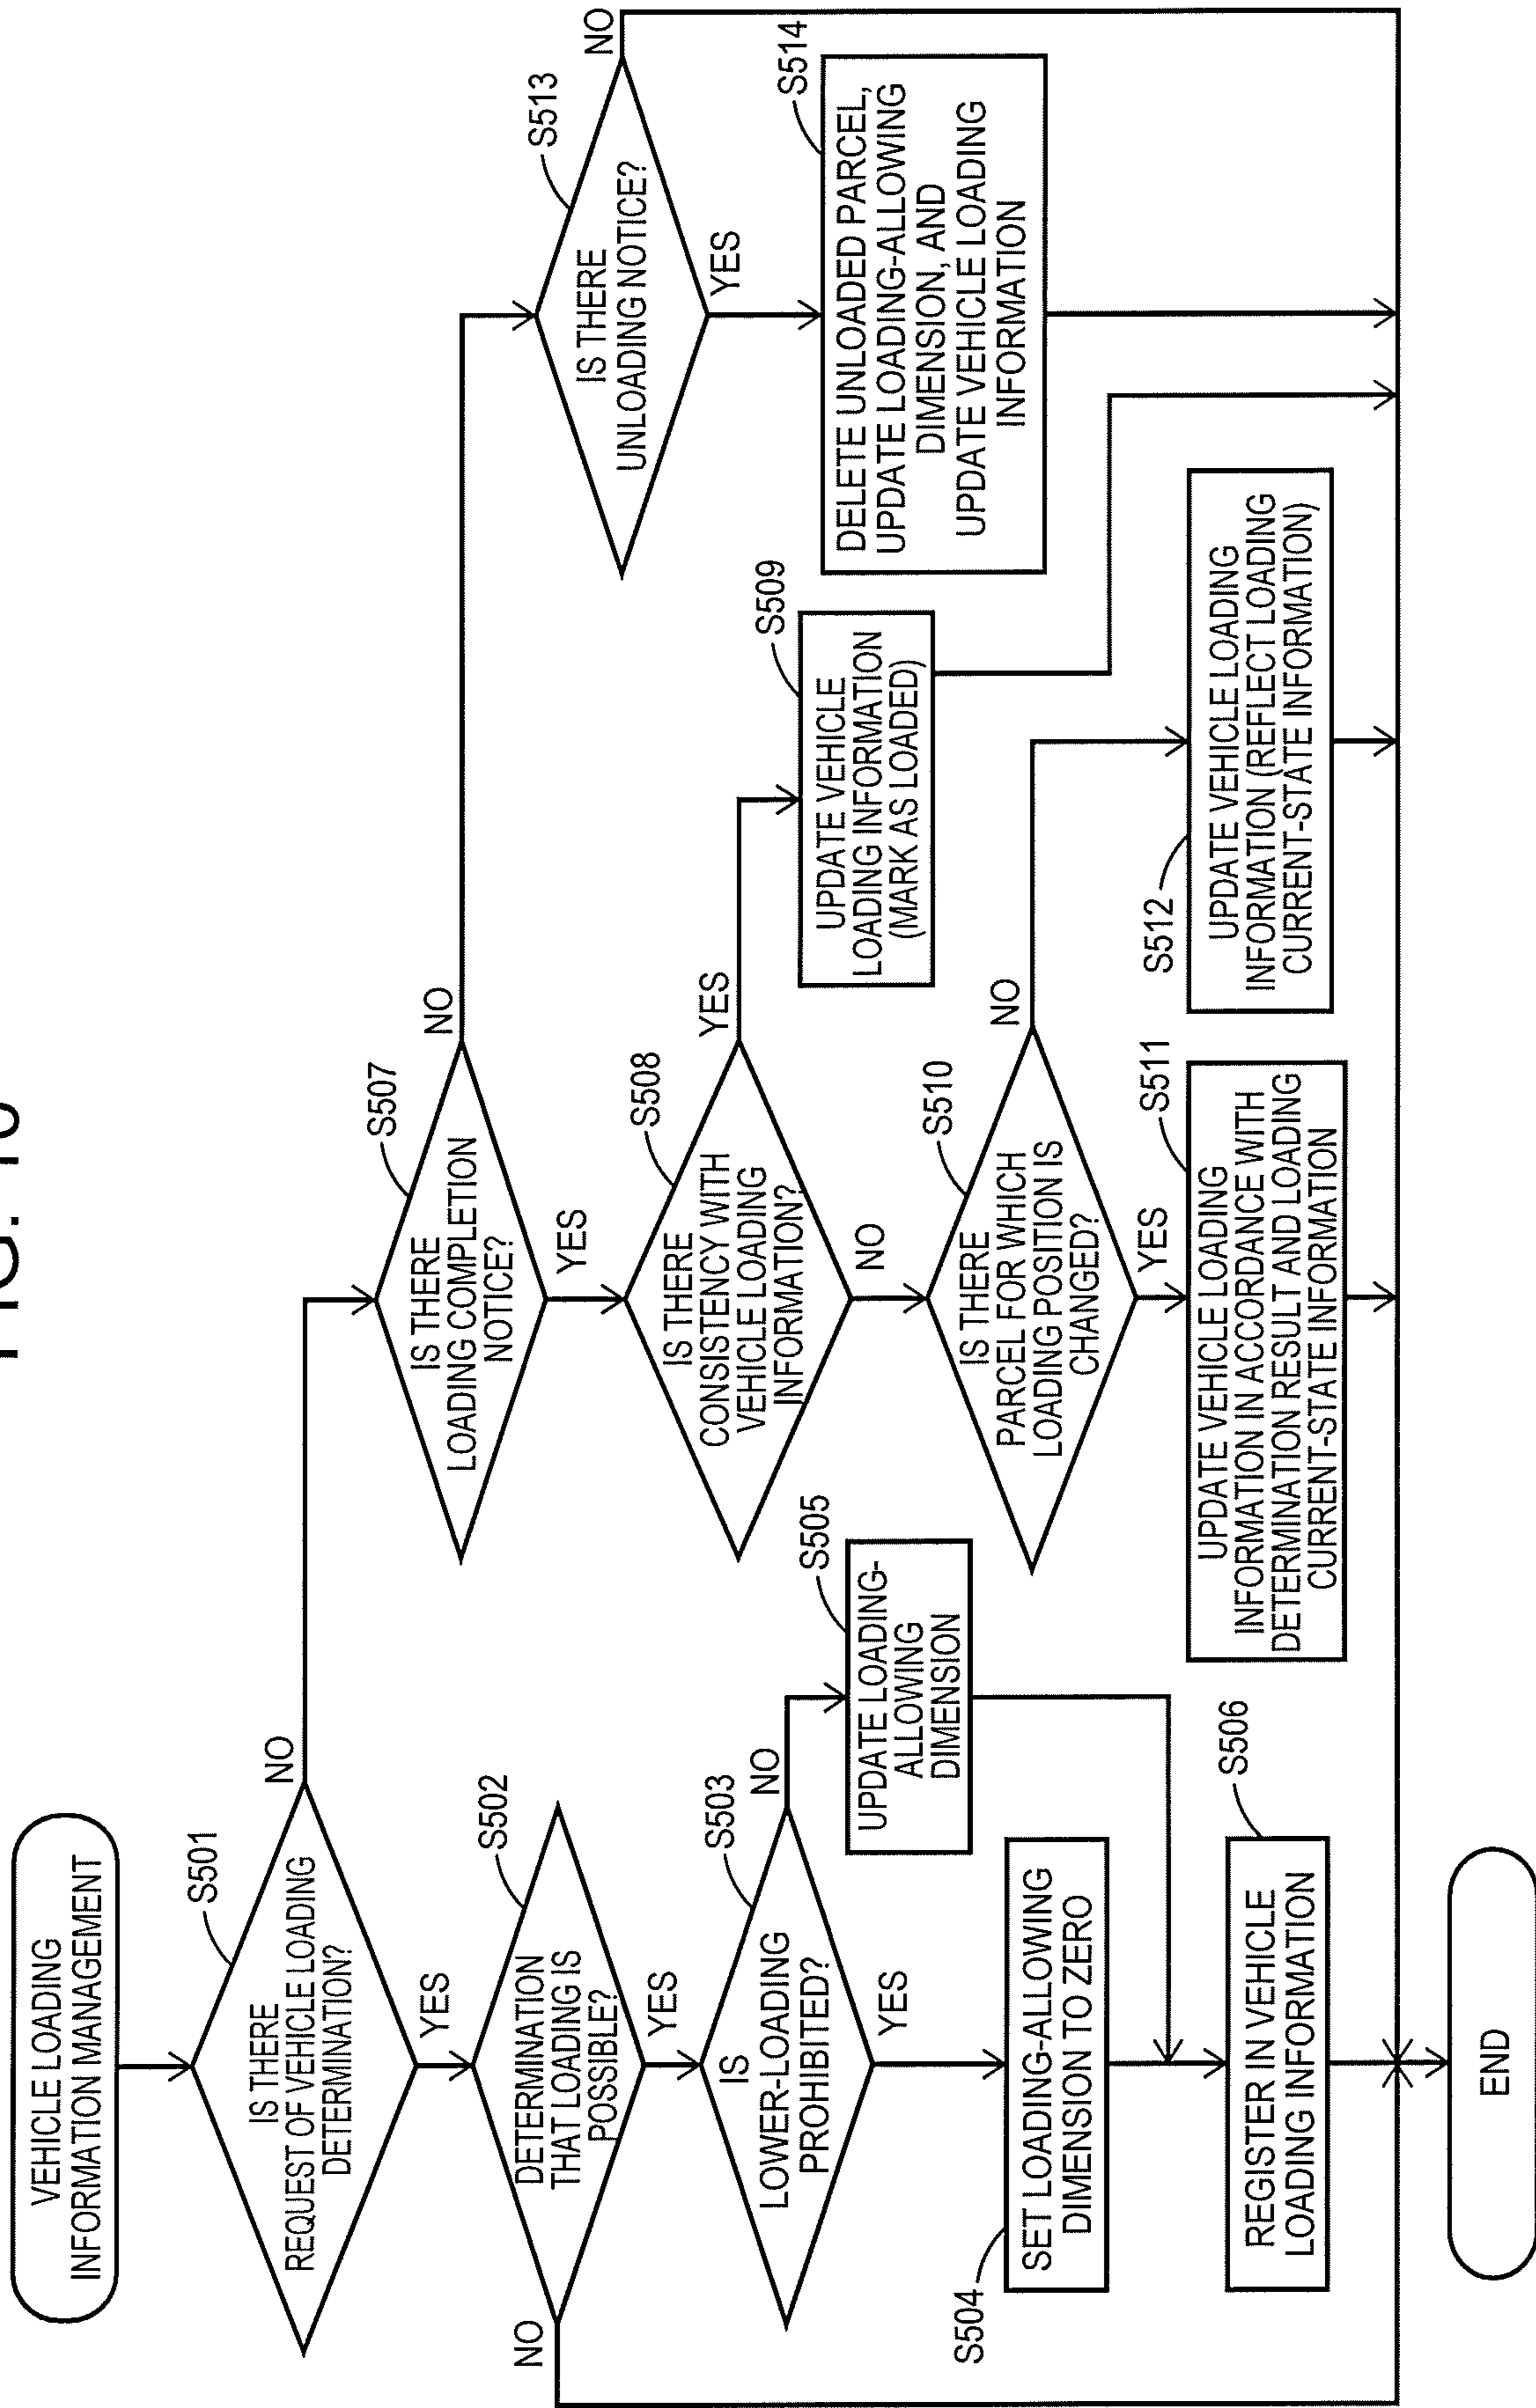 VEHICLE LOADING
INFORMATION MANAGEMENT
S501
IS THERE
REQUEST OF VEHICLE LOADING
DETERMINATION?
NO
YES
S502
DETERMINATION
THAT LOADING IS
POSSIBLE?
NO
YES
S503
IS
LOWER-LOADING
PROHIBITED?
NO
YES
S504
SET LOADING-ALLOWING
DIMENSION TO ZERO
S505
UPDATE LOADING-
ALLOWING
DIMENSION
S506
REGISTER IN VEHICLE
LOADING INFORMATION
S507
IS THERE
LOADING COMPLETION
NOTICE?
NO
YES
S508
IS THERE
CONSISTENCY WITH
VEHICLE LOADING
INFORMATION?
YES
NO
S509
UPDATE VEHICLE
LOADING INFORMATION
(MARK AS LOADED)
S510
IS THERE
PARCEL FOR WHICH
LOADING POSITION IS
CHANGED?
NO
YES
S511
UPDATE VEHICLE LOADING
INFORMATION IN ACCORDANCE WITH
DETERMINATION RESULT AND LOADING
CURRENT-STATE INFORMATION
S512
UPDATE VEHICLE LOADING
INFORMATION (REFLECT LOADING
CURRENT-STATE INFORMATION)
S513
IS THERE
UNLOADING NOTICE?
NO
YES
S514
DELETE UNLOADED PARCEL,
UPDATE LOADING-ALLOWING
DIMENSION, AND
UPDATE VEHICLE LOADING
INFORMATION
END